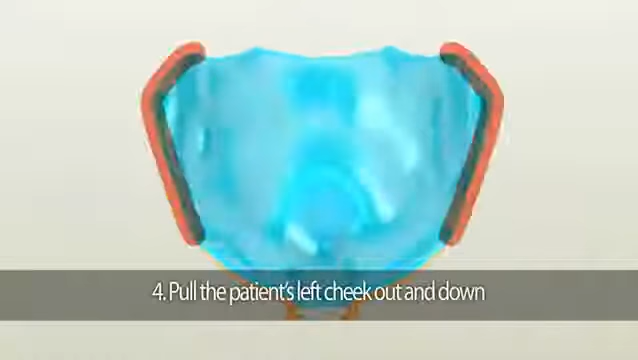 4. Pull the patient's left cheek out and down